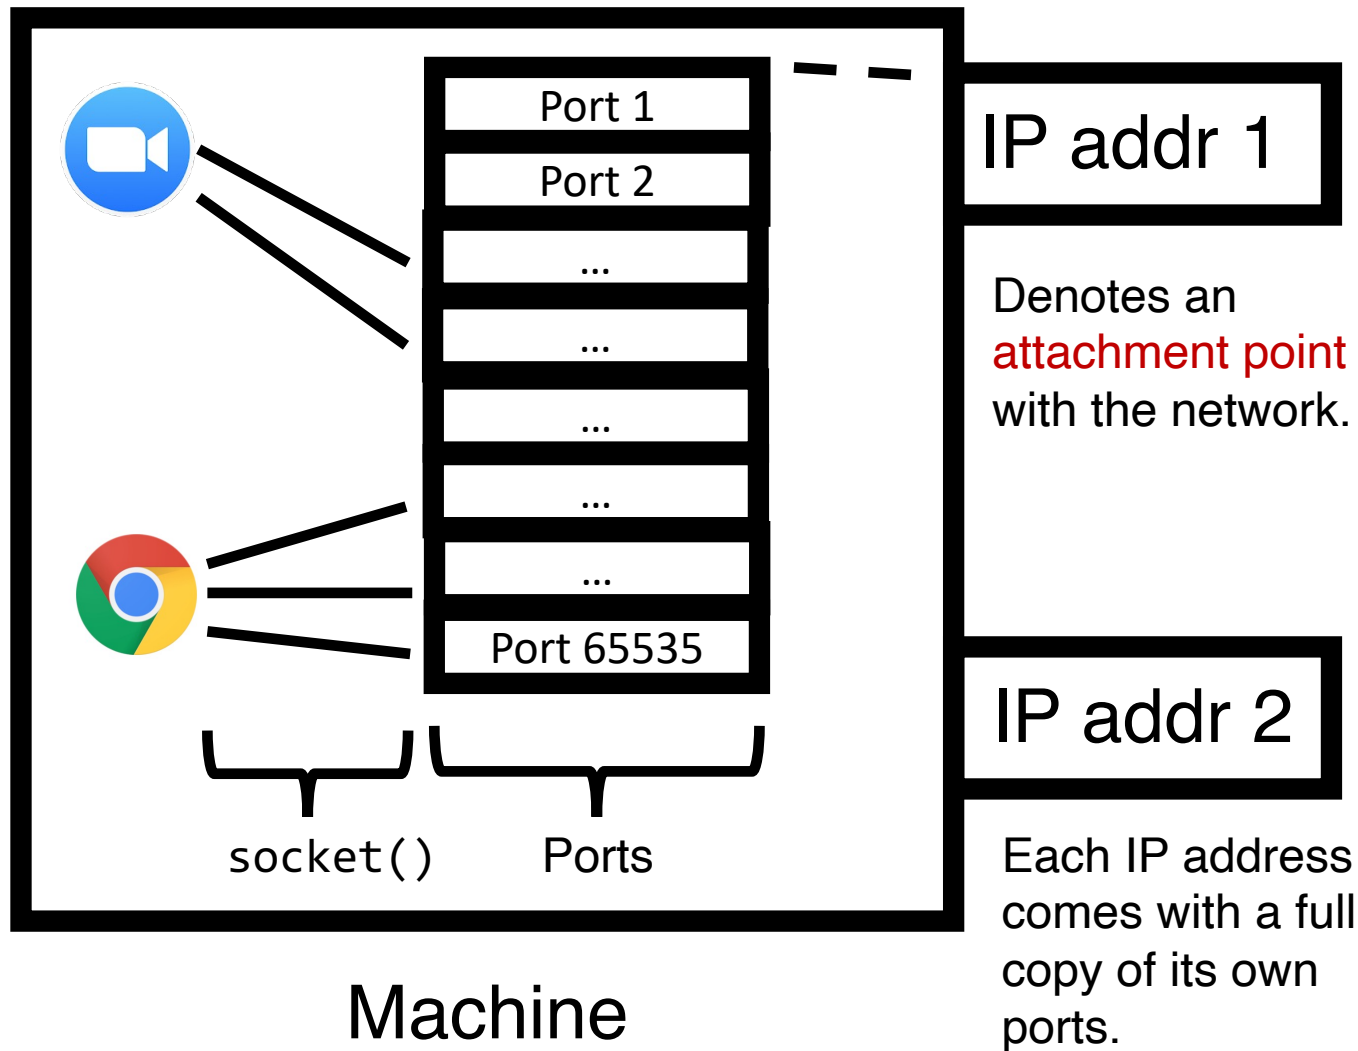 Port 1
Port 2
...
...
...
...
...
Port 65535
socket()
Ports
Machine
IP addr 1
Denotes an
attachment point
with the network.
IP addr 2
Each IP address
comes with a full
copy of its own
ports.